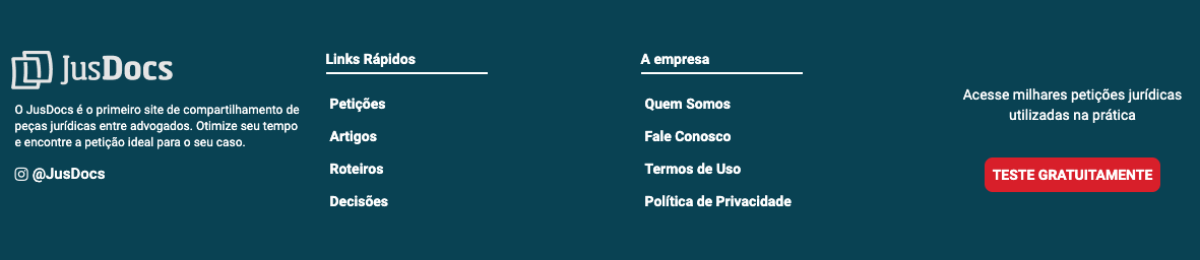 JusDocs
O JusDocs é o primeiro site de compartilhamento de
peças jurídicas entre advogados. Otimize seu tempo
e encontre a petição ideal para o seu caso.
@JusDocs
Links Rápidos
Petições
Artigos
Roteiros
Decisões
A empresa
Quem Somos
Fale Conosco
Termos de Uso
Política de Privacidade
Acesse milhares petições jurídicas
utilizadas na prática
TESTE GRATUITAMENTE